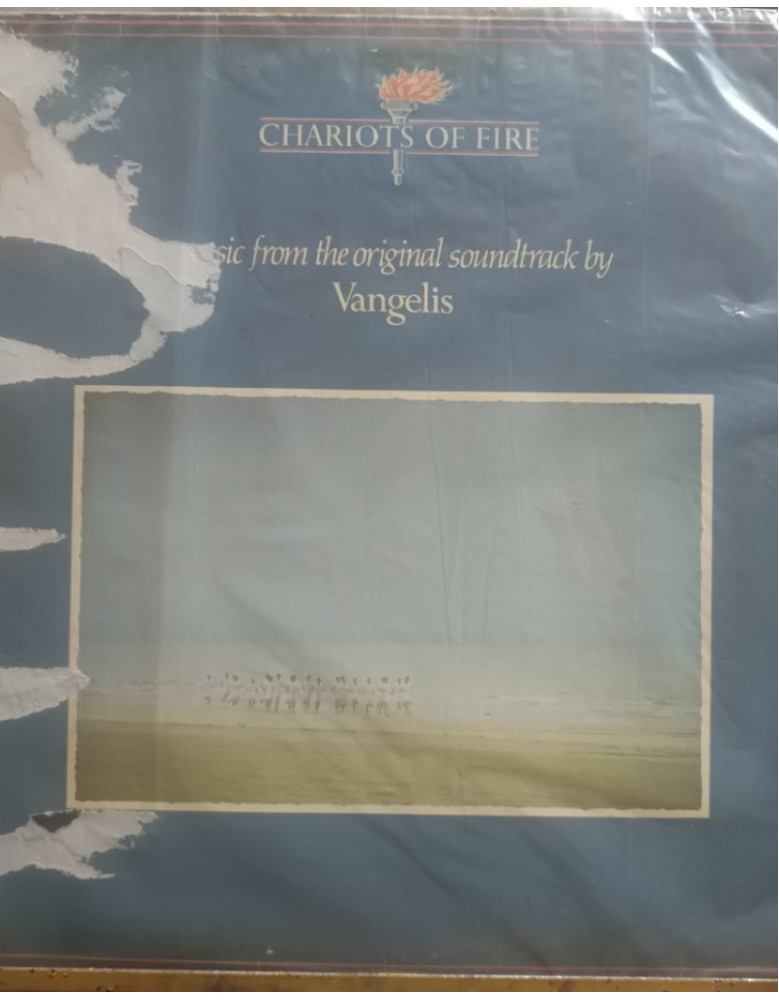 CHARIOTS OF FIRE
sic from the original soundtrack by
Vangelis